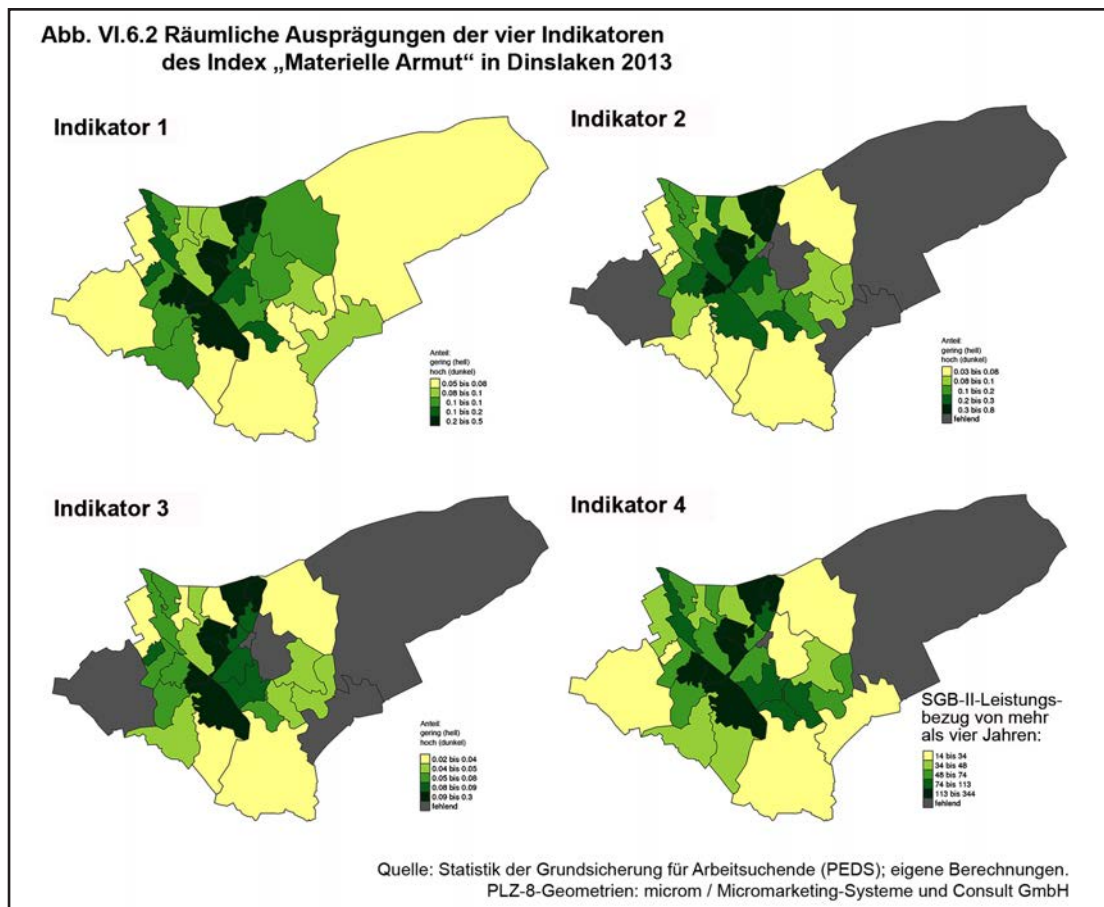 Abb. VI.6.2 Räumliche Ausprägungen der vier Indikatoren
des Index „Materielle Armut“ in Dinslaken 2013
Indikator 1
Anteil:
gering (hell)
hoch (dunkel)
0.05 bis 0.08
0.08 bis 0.1
0.1 bis 0.1
0.1 bis 0.2
0.2 bis 0.5
Indikator 2
Anteil:
gering (hell)
hoch (dunkel)
0.03 bis 0.08
0.08 bis 0.1
0.1 bis 0.2
0.2 bis 0.3
0.3 bis 0.8
fehlend
Indikator 3
Anteil:
gering (hell)
hoch (dunkel)
0.02 bis 0.04
0.04 bis 0.05
0.05 bis 0.08
0.08 bis 0.09
0.09 bis 0.3
fehlend
Indikator 4
SGB-II-Leistungs-
bezug von mehr
als vier Jahren:
14 bis 34
34 bis 48
48 bis 74
74 bis 113
113 bis 344
fehlend
Quelle: Statistik der Grundsicherung für Arbeitsuchende (PEDS); eigene Berechnungen.
PLZ-8-Geometrien: microm / Micromarketing-Systeme und Consult GmbH